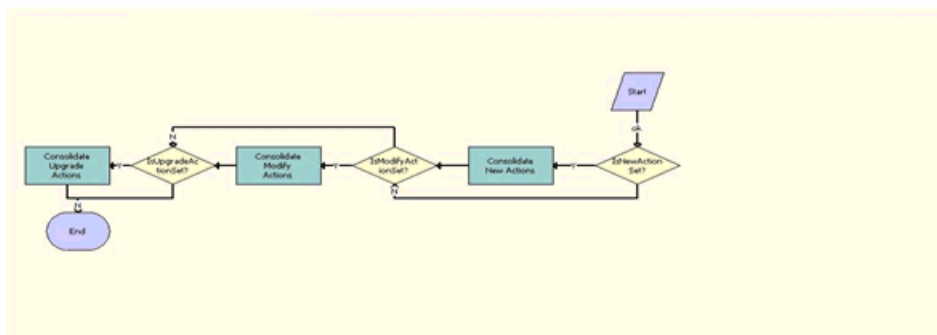 Start
ok
N
Consolidate
Upgrade
Actions
Y
IsUpgradeAc
tionSet?
Consolidate
Modify
Actions
Y
IsModifyAct
ionSet?
Consolidate
New Actions
Y
IsNewAction
Set?
N
N
End